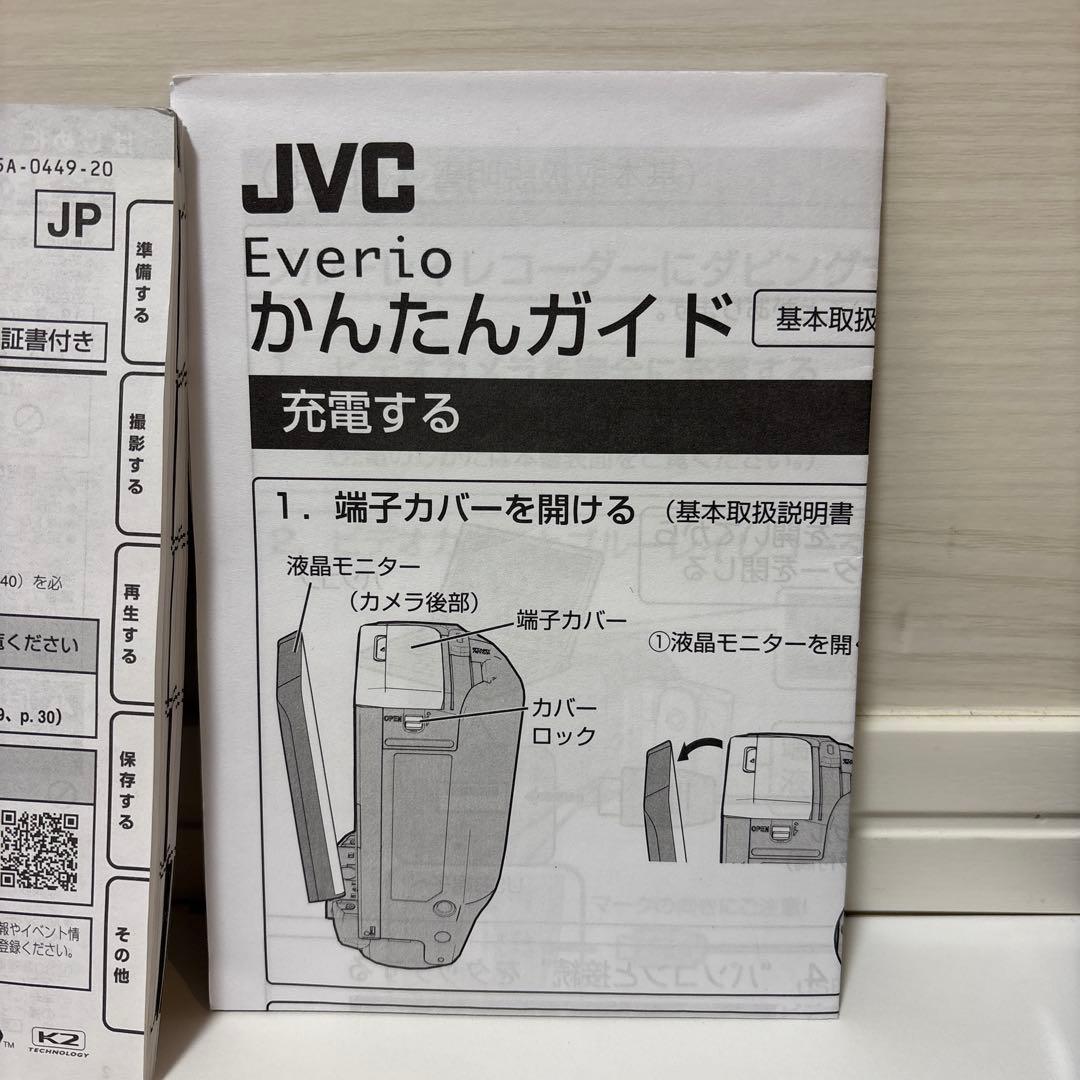 5A-0449-20
JP
証書付き
40）を必
ください
9、p.30)
報やイベント情
登録ください。
TM
K2
TECHNOLOGY
準備する
撮影する
再生する
保存する
その他
JVC
Everio
かんたんガイド
基本取扱
充電する
1. 端子カバーを開ける （基本取扱説明書
液晶モニター
（カメラ後部）
端子カバー
OPEN
カバー
ロック
①液晶モニターを開
OPEN